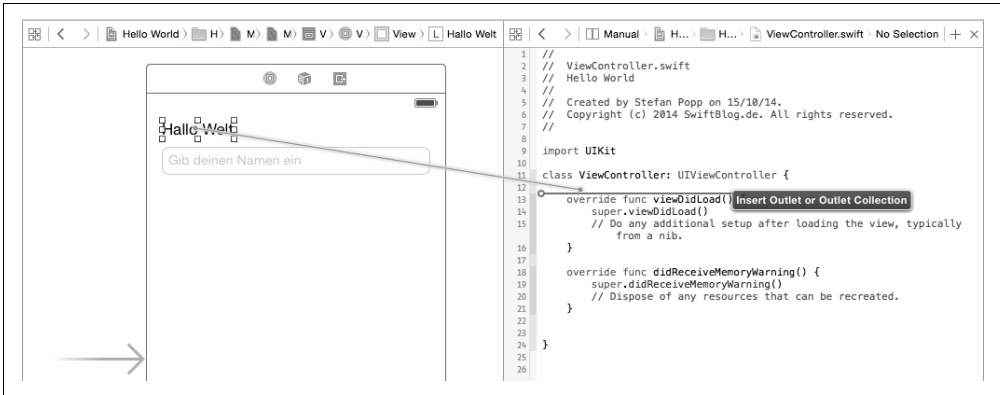 Hello World 〉 H 〉 M 〉 M 〉 V 〉 V 〉 View 〉 L Hallo Welt
Manual 〉 H... 〉 H... 〉 ViewController.swift 〉 No Selection
Hallo Welt
Gib deinen Namen ein
1 //
2 //  ViewController.swift
3 //  Hello World
4 //
5 //  Created by Stefan Popp on 15/10/14.
6 //  Copyright (c) 2014 SwiftBlog.de. All rights reserved.
7 //
8
9 import UIKit
10
11 class ViewController: UIViewController {
12
13     override func viewDidLoad()
Insert Outlet or Outlet Collection
14         super.viewDidLoad()
15         // Do any additional setup after loading the view, typically
            from a nib.
16     }
17
18     override func didReceiveMemoryWarning() {
19         super.didReceiveMemoryWarning()
20         // Dispose of any resources that can be recreated.
21     }
22
23
24 }
25
26